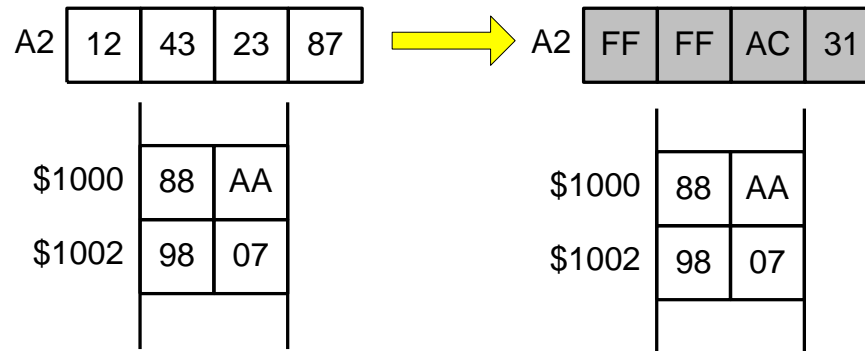 A2 12 43 23 87 A2 FF FF AC 31
$1000 88 AA $1000 88 AA
$1002 98 07 $1002 98 07